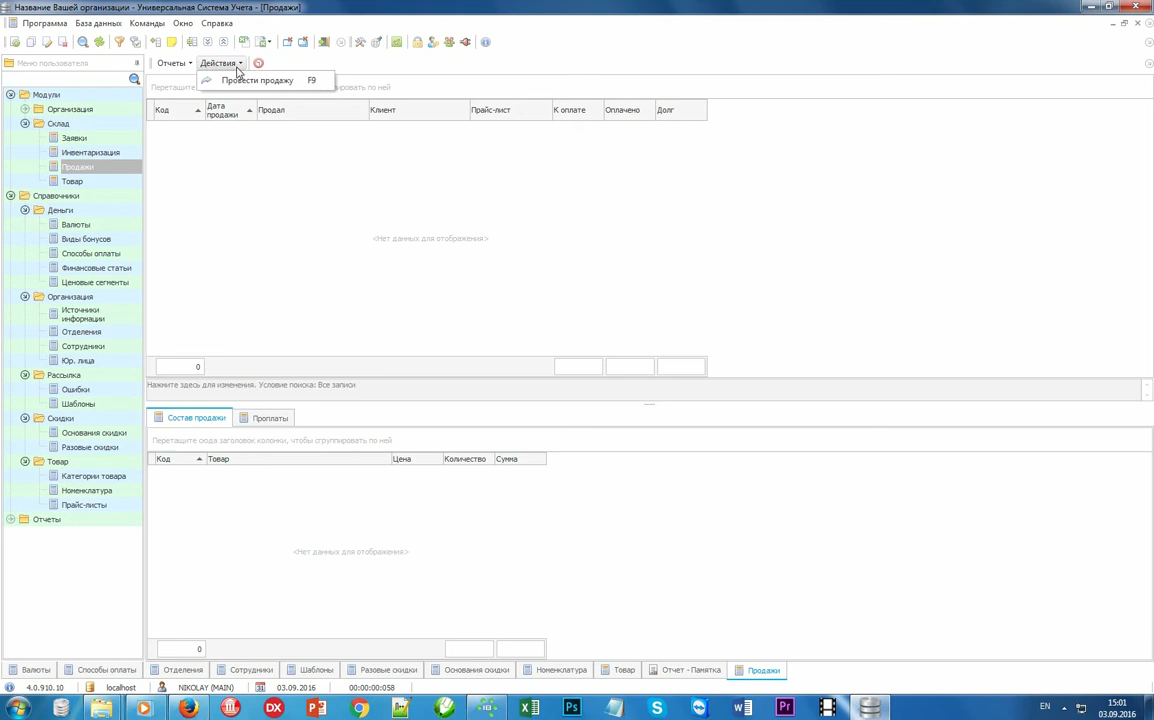 Название Вашей организации - Универсальная Система Учета - [Продажи]
Программа База данных Команды Окно Справка
Меню пользователя
Отчеты Действия
Провести продажу F9
Перетащите ировать по ней
Код Дата продажи Продал Клиент Прайс-лист К оплате Оплачено Долг
<Нет данных для отображения>
0
Нажмите здесь для изменения. Условие поиска: Все записи
Модули
Организация
Склад
Заявки
Инвентаризация
Продажи
Товар
Справочники
Деньги
Валюты
Виды бонусов
Способы оплаты
Финансовые статьи
Ценовые сегменты
Организация
Источники
информации
Отделения
Сотрудники
Юр. лица
Рассылка
Ошибки
Шаблоны
Скидки
Основания скидки
Разовые скидки
Товар
Категории товара
Номенклатура
Прайс-листы
Отчеты
Состав продажи Проплаты
Перетащите сюда заголовок колонки, чтобы сгруппировать по ней
Код Товар Цена Количество Сумма
<Нет данных для отображения>
0
Валюты Способы оплаты Отделения Сотрудники Шаблоны Разовые скидки Основания скидки Номенклатура Товар Отчет - Памятка Продажи
4.0.910.10 localhost NIKOLAY (MAIN) 31 03.09.2016 00:00:00:058
DX EN 15:01
03.09.2016